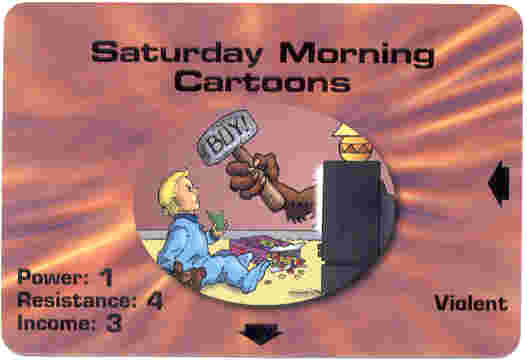 Saturday Morning
Cartoons
BUY!
Power: 1
Resistance: 4
Income: 3
Violent